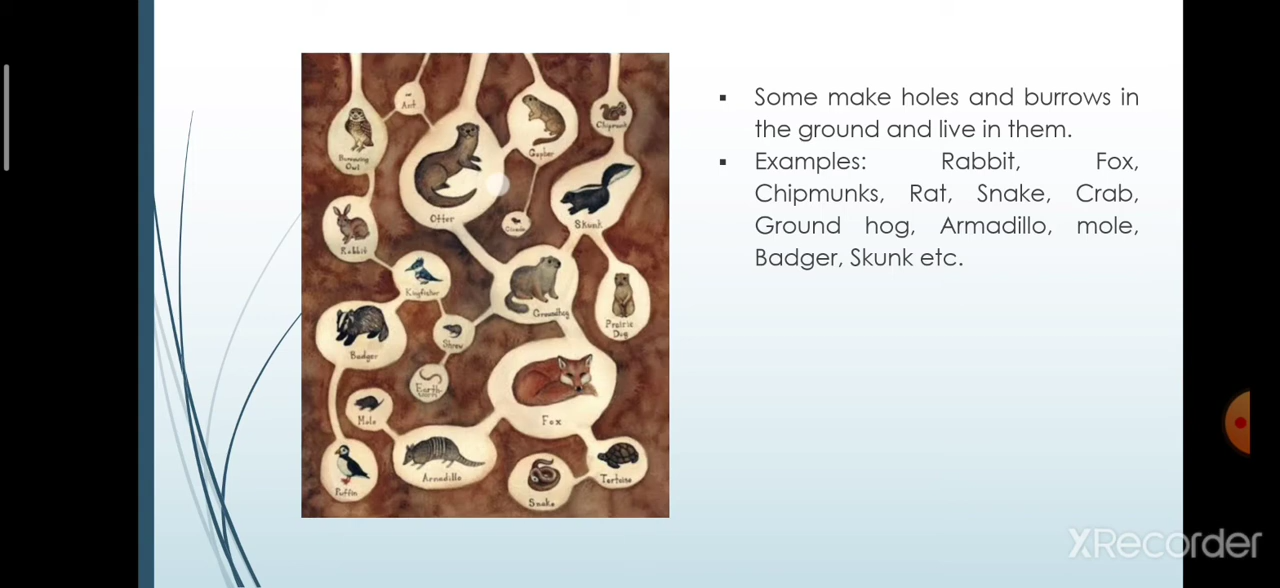 Ant
Burrowing
Owl
Otter
Gopher
Chipmunk
Rabbit
Cicada
Skunk
Kingfisher
Groundhog
Prairie
Dog
Badger
Shrew
Earth-
worm
Mole
Fox
Puffin
Armadillo
Snake
Tortoise
▪ Some make holes and burrows in
the ground and live in them.
▪ Examples: Rabbit, Fox,
Chipmunks, Rat, Snake, Crab,
Ground hog, Armadillo, mole,
Badger, Skunk etc.
XRecorder